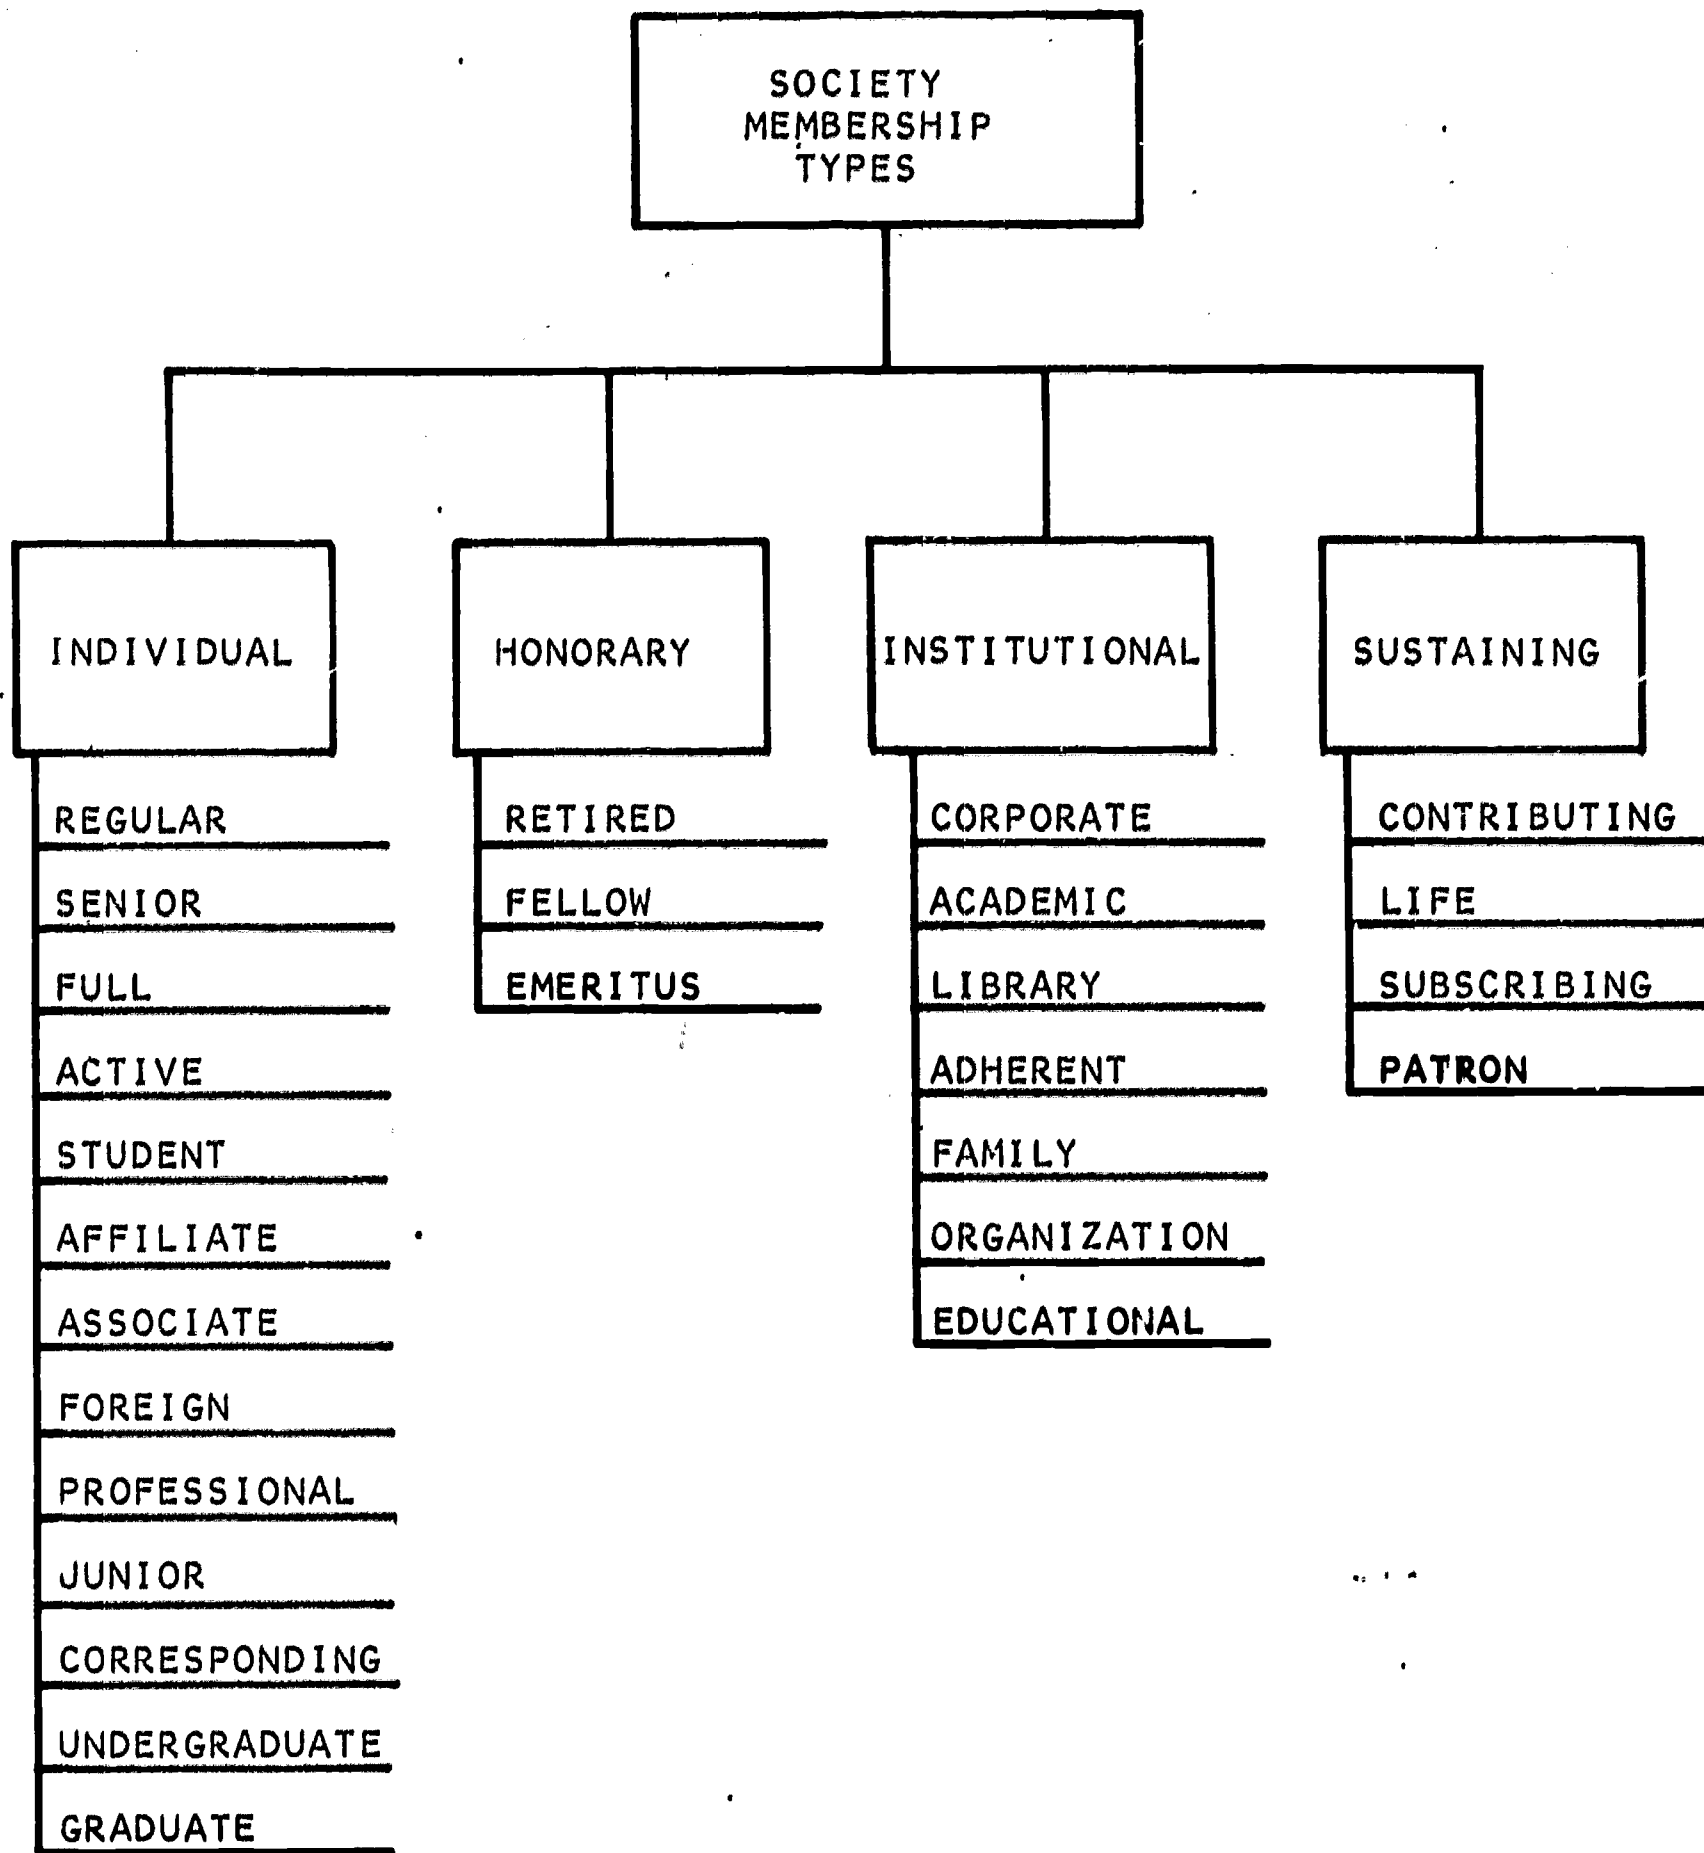 SOCIETY
MEMBERSHIP
TYPES
INDIVIDUAL
REGULAR
SENIOR
FULL
ACTIVE
STUDENT
AFFILIATE
ASSOCIATE
FOREIGN
PROFESSIONAL
JUNIOR
CORRESPONDING
UNDERGRADUATE
GRADUATE
HONORARY
RETIRED
FELLOW
EMERITUS
INSTITUTIONAL
CORPORATE
ACADEMIC
LIBRARY
ADHERENT
FAMILY
ORGANIZATION
EDUCATIONAL
SUSTAINING
CONTRIBUTING
LIFE
SUBSCRIBING
PATRON